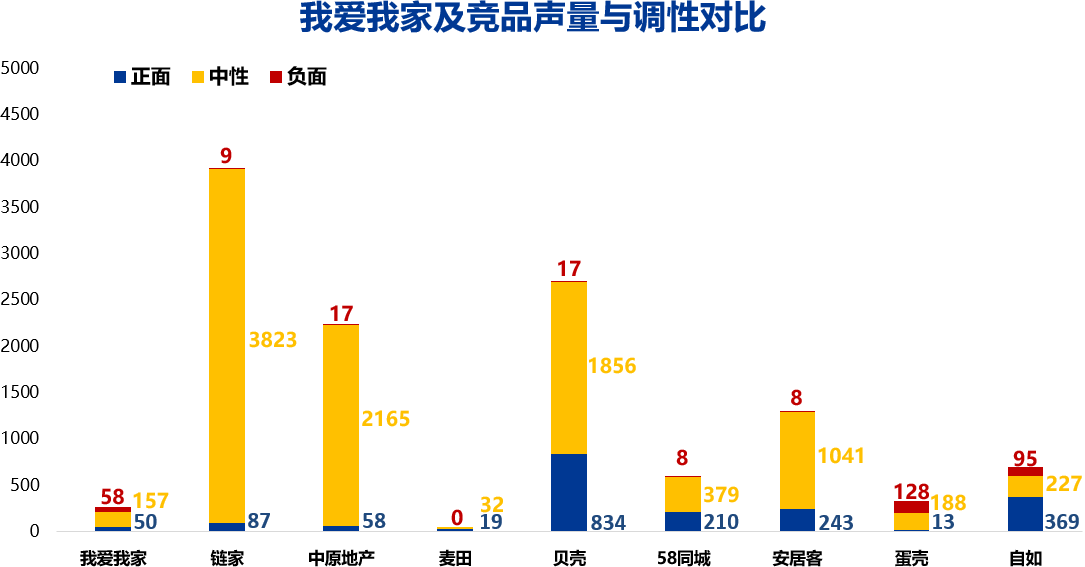 我爱我家及竞品声量与调性对比
5000
正面 中性 负面
4500
4000
3500
3000
2500
2000
1500
1000
500
0
58 157 50
9 3823 87
17 2165 58
0 32 19
17 1856 834
8 379 210
8 1041 243
128 188 13
95 227 369
我爱我家 链家 中原地产 麦田 贝壳 58同城 安居客 蛋壳 自如